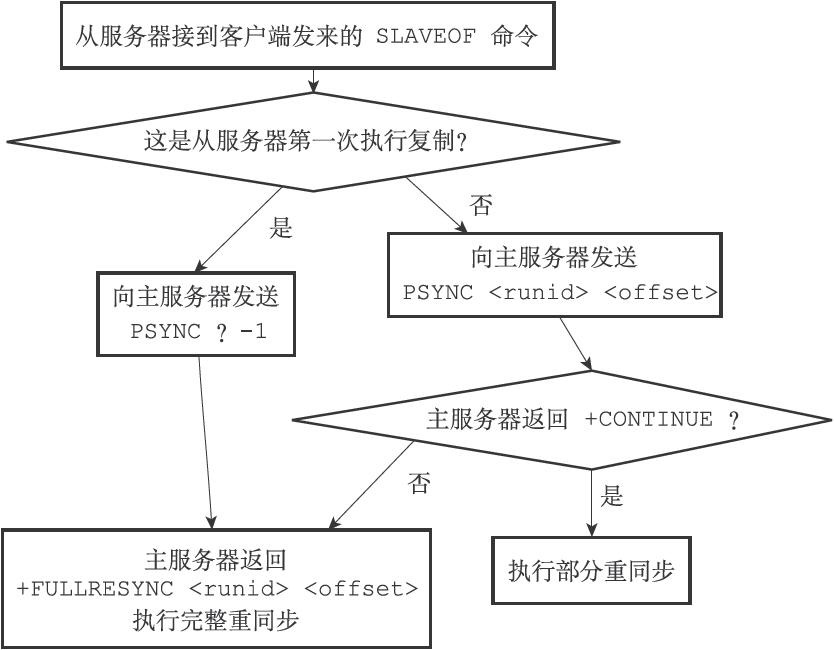 从服务器接到客户端发来的 SLAVEOF 命令
这是从服务器第一次执行复制？
是
否
向主服务器发送
PSYNC ? -1
向主服务器发送
PSYNC <runid> <offset>
主服务器返回 +CONTINUE ？
否
是
主服务器返回
+FULLRESYNC <runid> <offset>
执行完整重同步
执行部分重同步